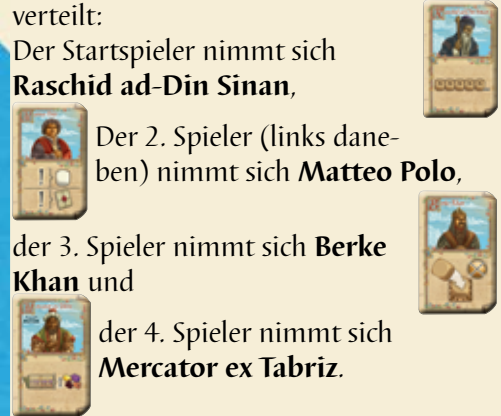 verteilt:
Der Startspieler nimmt sich
Raschid ad-Din Sinan,
Der 2. Spieler (links dane-
ben) nimmt sich Matteo Polo,
der 3. Spieler nimmt sich Berke
Khan und
der 4. Spieler nimmt sich
Mercator ex Tabriz.